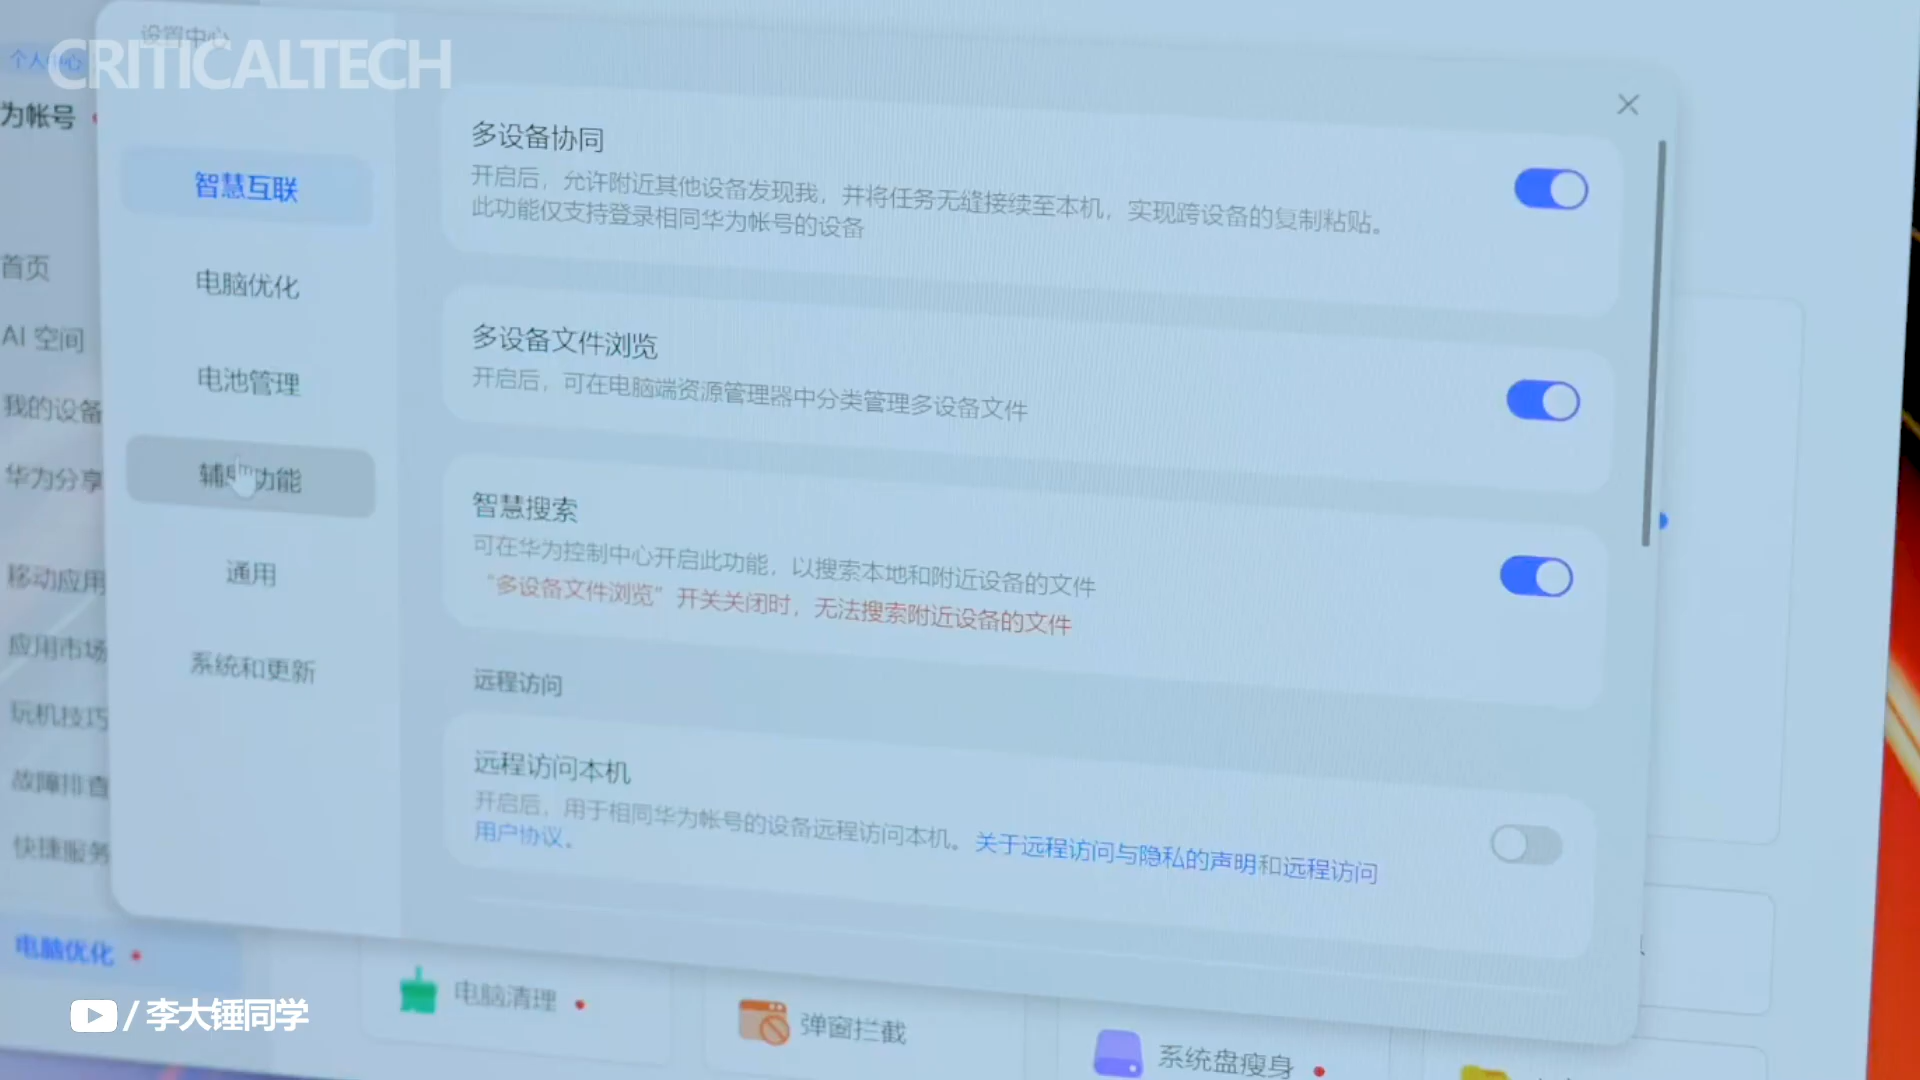 设置中心
CRITICALTECH
个人中心
为帐号
首页
AI 空间
我的设备
华为分享
移动应用
应用市场
玩机技巧
故障排查
快捷服务
电脑优化
智慧互联
电脑优化
电池管理
辅助功能
通用
系统和更新
多设备协同
开启后，允许附近其他设备发现我，并将任务无缝接续至本机，实现跨设备的复制粘贴。
此功能仅支持登录相同华为帐号的设备
多设备文件浏览
开启后，可在电脑端资源管理器中分类管理多设备文件
智慧搜索
可在华为控制中心开启此功能，以搜索本地和附近设备的文件
“多设备文件浏览”开关关闭时，无法搜索附近设备的文件
远程访问
远程访问本机
开启后，用于相同华为帐号的设备远程访问本机。关于远程访问与隐私的声明和远程访问
用户协议。
电脑清理
弹窗拦截
系统盘瘦身
/ 李大锤同学